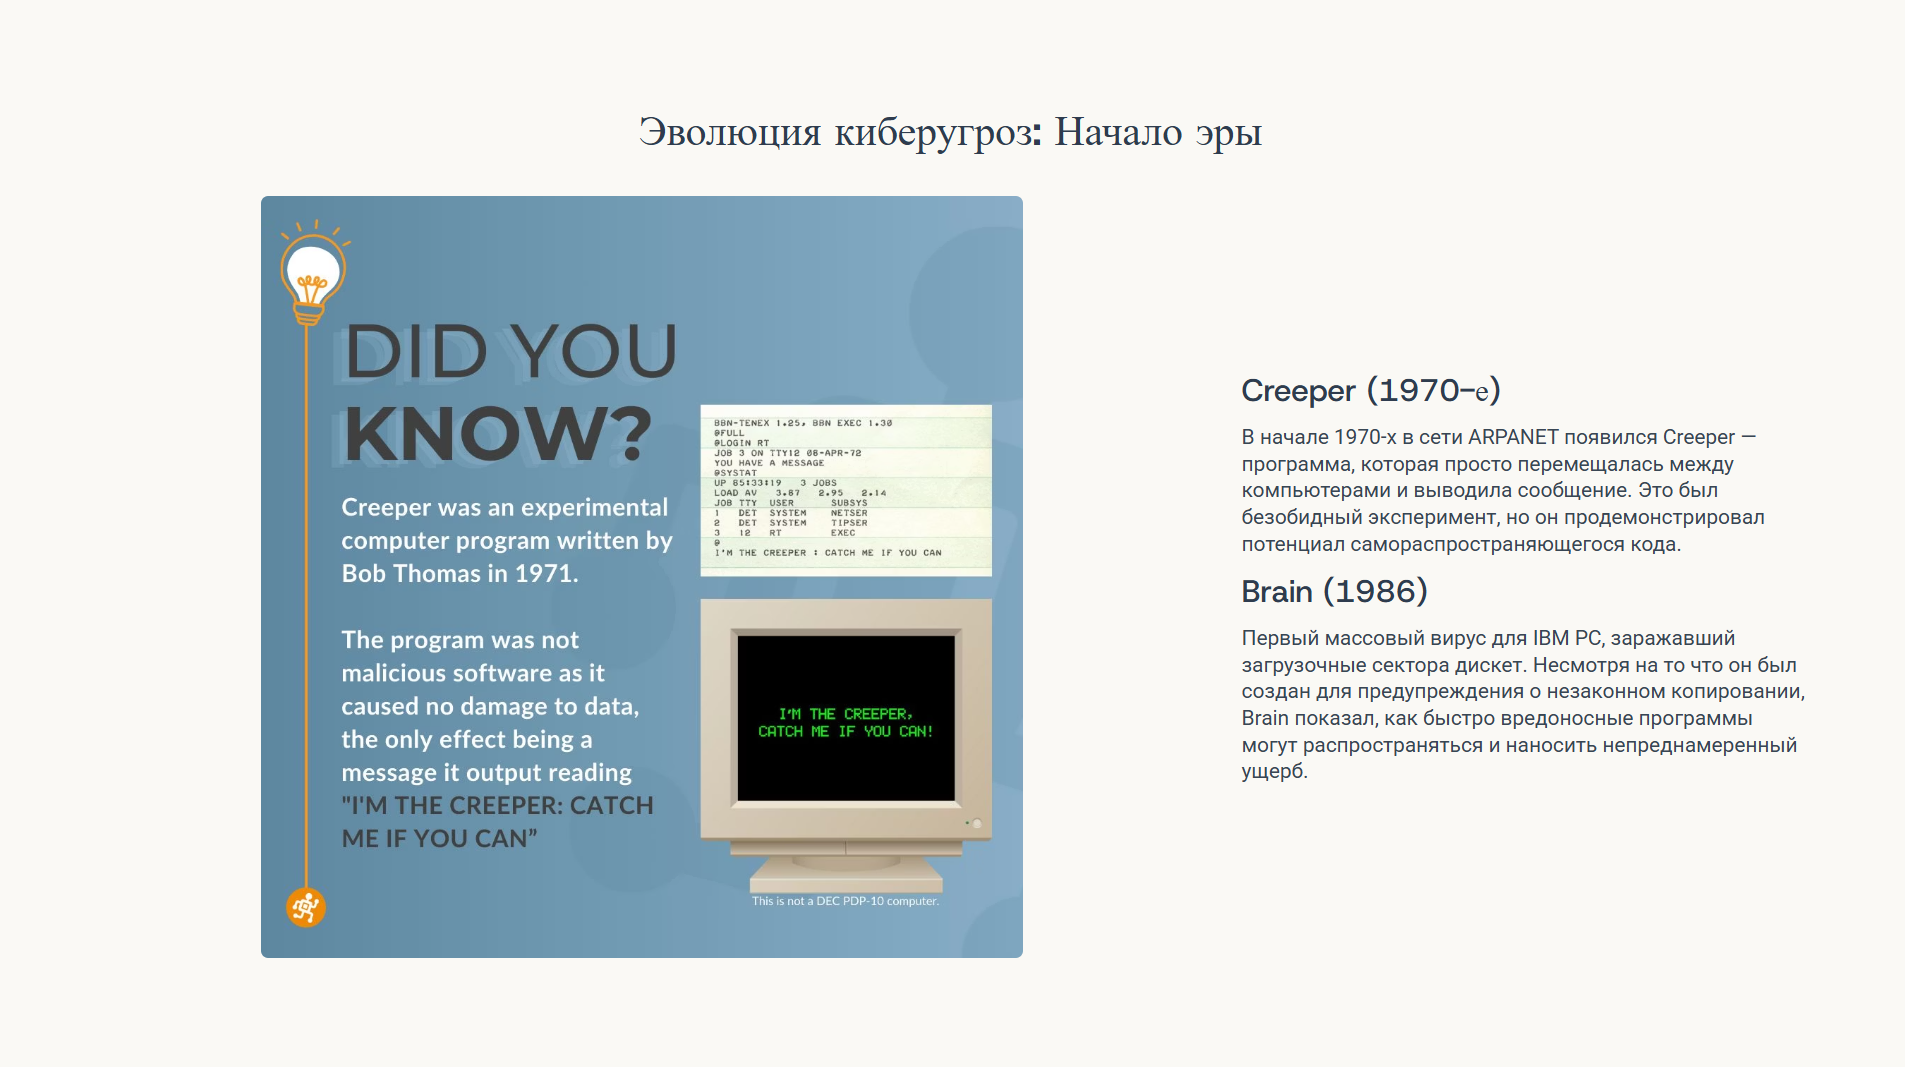 Эволюция киберугроз: Начало эры
DID YOU
KNOW?
Creeper was an experimental
computer program written by
Bob Thomas in 1971.
The program was not
malicious software as it
caused no damage to data,
the only effect being a
message it output reading
"I'M THE CREEPER: CATCH
ME IF YOU CAN”
BBN-TENEX 1.25, BBN EXEC 1.30
@FULL
@LOGIN RT
JOB 3 ON TTY12 08-APR-72
YOU HAVE A MESSAGE
@SYSTAT
UP 85:33:19 3 JOBS
LOAD AV 3.87 2.95 2.14
JOB TTY USER SUBSYS
1 DET SYSTEM NETSER
2 DET SYSTEM TIPSER
3 12 RT EXEC
@
I'M THE CREEPER : CATCH ME IF YOU CAN
I'M THE CREEPER,
CATCH ME IF YOU CAN!
This is not a DEC PDP-10 computer.
Creeper (1970-е)
В начале 1970-х в сети ARPANET появился Creeper —
программа, которая просто перемещалась между
компьютерами и выводила сообщение. Это был
безобидный эксперимент, но он продемонстрировал
потенциал самораспространяющегося кода.
Brain (1986)
Первый массовый вирус для IBM PC, заражавший
загрузочные сектора дискет. Несмотря на то что он был
создан для предупреждения о незаконном копировании,
Brain показал, как быстро вредоносные программы
могут распространяться и наносить непреднамеренный
ущерб.